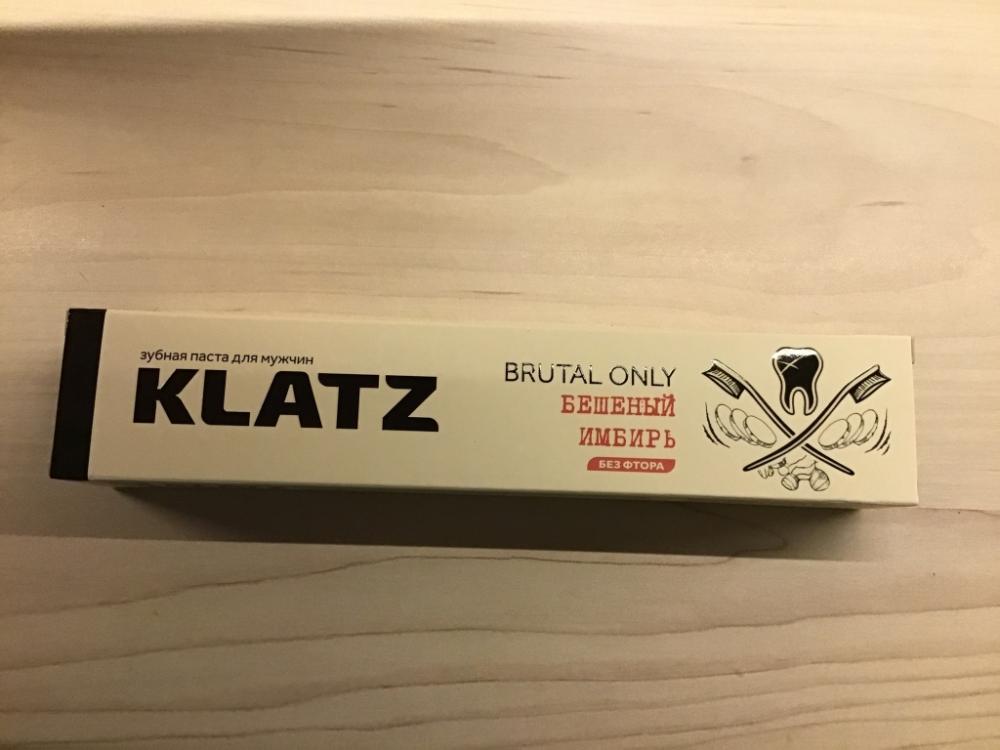 зубная паста для мужчин
KLATZ
BRUTAL ONLY
БЕШЕНЫЙ
ИМБИРЬ
БЕЗ ФТОРА